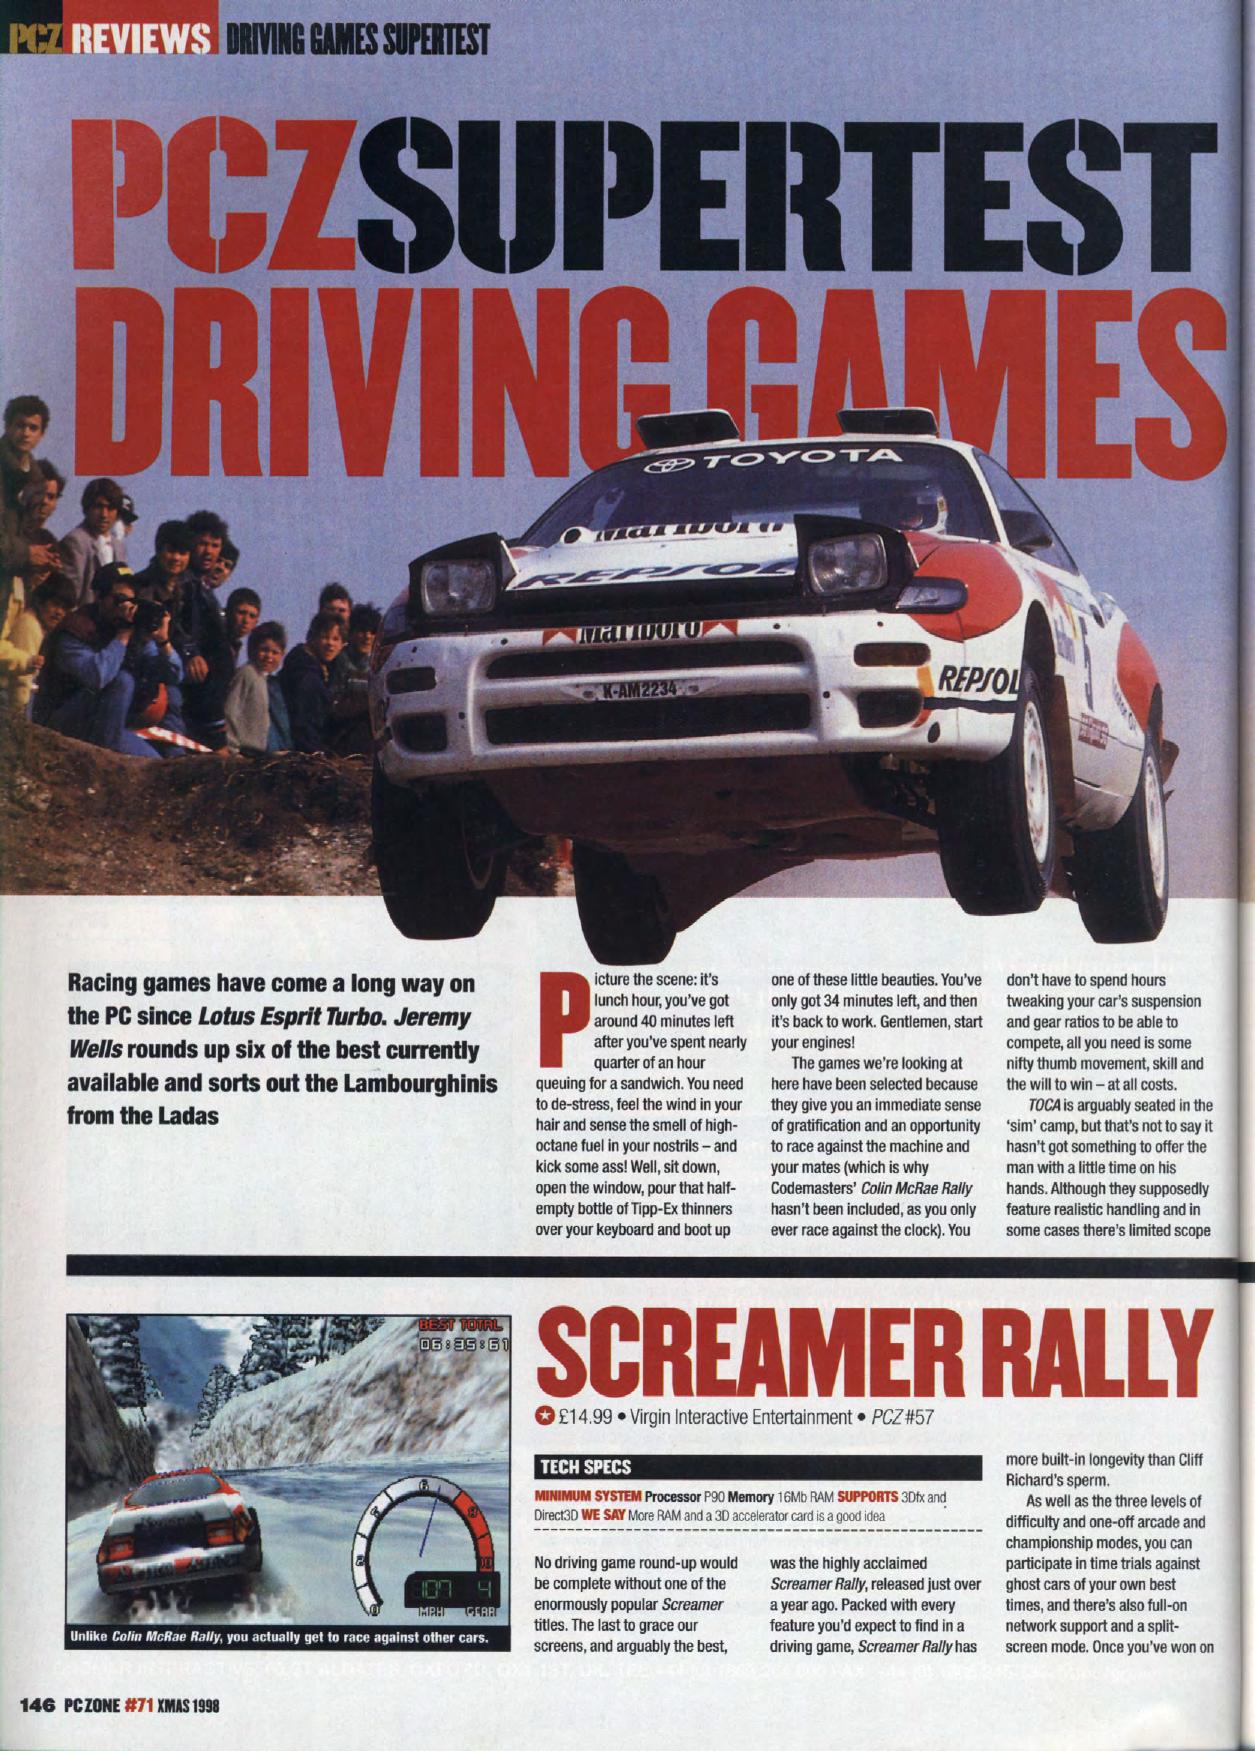 PCZ REVIEWS DRIVING GAMES SUPERTEST
PCZSUPERTEST
DRIVING GAMES
TOYOTA
Marlboro
REPSOL
Marlboro
K-AM2234
REPSOL
5
Racing games have come a long way on
the PC since Lotus Esprit Turbo. Jeremy
Wells rounds up six of the best currently
available and sorts out the Lambourghinis
from the Ladas
Picture the scene: it's
lunch hour, you've got
around 40 minutes left
after you've spent nearly
quarter of an hour
queuing for a sandwich. You need
to de-stress, feel the wind in your
hair and sense the smell of high-
octane fuel in your nostrils – and
kick some ass! Well, sit down,
open the window, pour that half-
empty bottle of Tipp-Ex thinners
over your keyboard and boot up
one of these little beauties. You've
only got 34 minutes left, and then
it's back to work. Gentlemen, start
your engines!
The games we're looking at
here have been selected because
they give you an immediate sense
of gratification and an opportunity
to race against the machine and
your mates (which is why
Codemasters' Colin McRae Rally
hasn't been included, as you only
ever race against the clock). You
don't have to spend hours
tweaking your car's suspension
and gear ratios to be able to
compete, all you need is some
nifty thumb movement, skill and
the will to win – at all costs.
TOCA is arguably seated in the
'sim' camp, but that's not to say it
hasn't got something to offer the
man with a little time on his
hands. Although they supposedly
feature realistic handling and in
some cases there's limited scope
BEST TOTAL
06:35:61
0 2 6 8 10
107 4
MPH GEAR
Unlike Colin McRae Rally, you actually get to race against other cars.
SCREAMER RALLY
£14.99 • Virgin Interactive Entertainment • PCZ #57
TECH SPECS
MINIMUM SYSTEM Processor P90 Memory 16Mb RAM SUPPORTS 3Dfx and
Direct3D WE SAY More RAM and a 3D accelerator card is a good idea
No driving game round-up would
be complete without one of the
enormously popular Screamer
titles. The last to grace our
screens, and arguably the best,
was the highly acclaimed
Screamer Rally, released just over
a year ago. Packed with every
feature you'd expect to find in a
driving game, Screamer Rally has
more built-in longevity than Cliff
Richard's sperm.
As well as the three levels of
difficulty and one-off arcade and
championship modes, you can
participate in time trials against
ghost cars of your own best
times, and there's also full-on
network support and a split-
screen mode. Once you've won on
146 PC ZONE #71 XMAS 1998